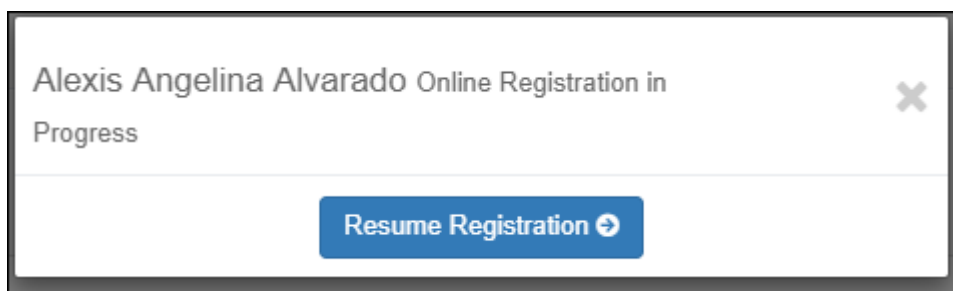 Alexis Angelina Alvarado Online Registration in
Progress
Resume Registration